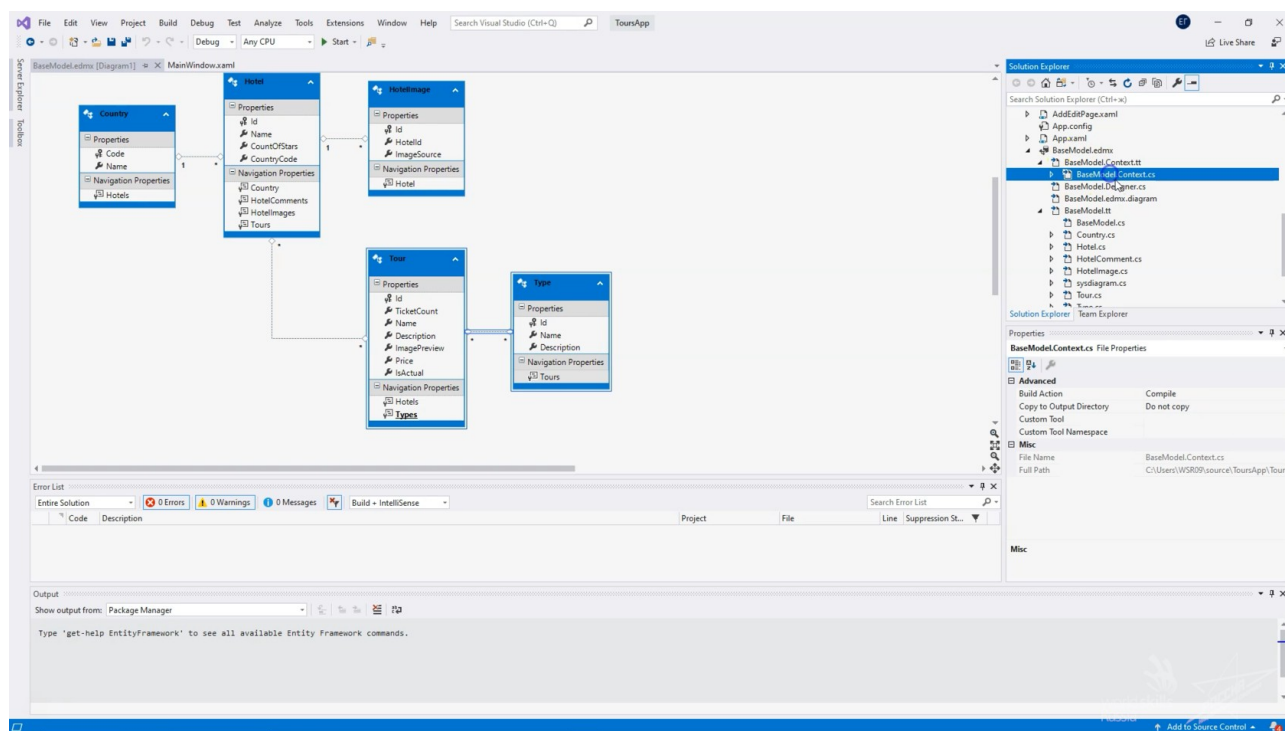 File Edit View Project Build Debug Test Analyze Tools Extensions Window Help Search Visual Studio (Ctrl+Q) ToursApp ЕГ
Debug Any CPU Start Live Share
Server Explorer
Toolbox
BaseModel.edmx [Diagram1] MainWindow.xaml
Country
Properties
Code
Name
Navigation Properties
Hotels
1 *
Hotel
Properties
Id
Name
CountOfStars
CountryCode
Navigation Properties
Country
HotelComments
HotelImages
Tours
1 *
HotelImage
Properties
Id
HotelId
ImageSource
Navigation Properties
Hotel
*
*
Tour
Properties
Id
TicketCount
Name
Description
ImagePreview
Price
IsActual
Navigation Properties
Hotels
Types
* *
Type
Properties
Id
Name
Description
Navigation Properties
Tours
Solution Explorer
Search Solution Explorer (Ctrl+ж)
AddEditPage.xaml
App.config
App.xaml
BaseModel.edmx
BaseModel.Context.tt
BaseModel.Context.cs
BaseModel.Designer.cs
BaseModel.edmx.diagram
BaseModel.tt
BaseModel.cs
Country.cs
Hotel.cs
HotelComment.cs
HotelImage.cs
sysdiagram.cs
Tour.cs
Solution Explorer Team Explorer
Properties
BaseModel.Context.cs File Properties
Advanced
Build Action Compile
Copy to Output Directory Do not copy
Custom Tool
Custom Tool Namespace
Misc
File Name BaseModel.Context.cs
Full Path C:\Users\WSR09\source\ToursApp\Tour
Misc
Error List
Entire Solution 0 Errors 0 Warnings 0 Messages Build + IntelliSense Search Error List
Code Description Project File Line Suppression St...
Output
Show output from: Package Manager
Type 'get-help EntityFramework' to see all available Entity Framework commands.
Add to Source Control